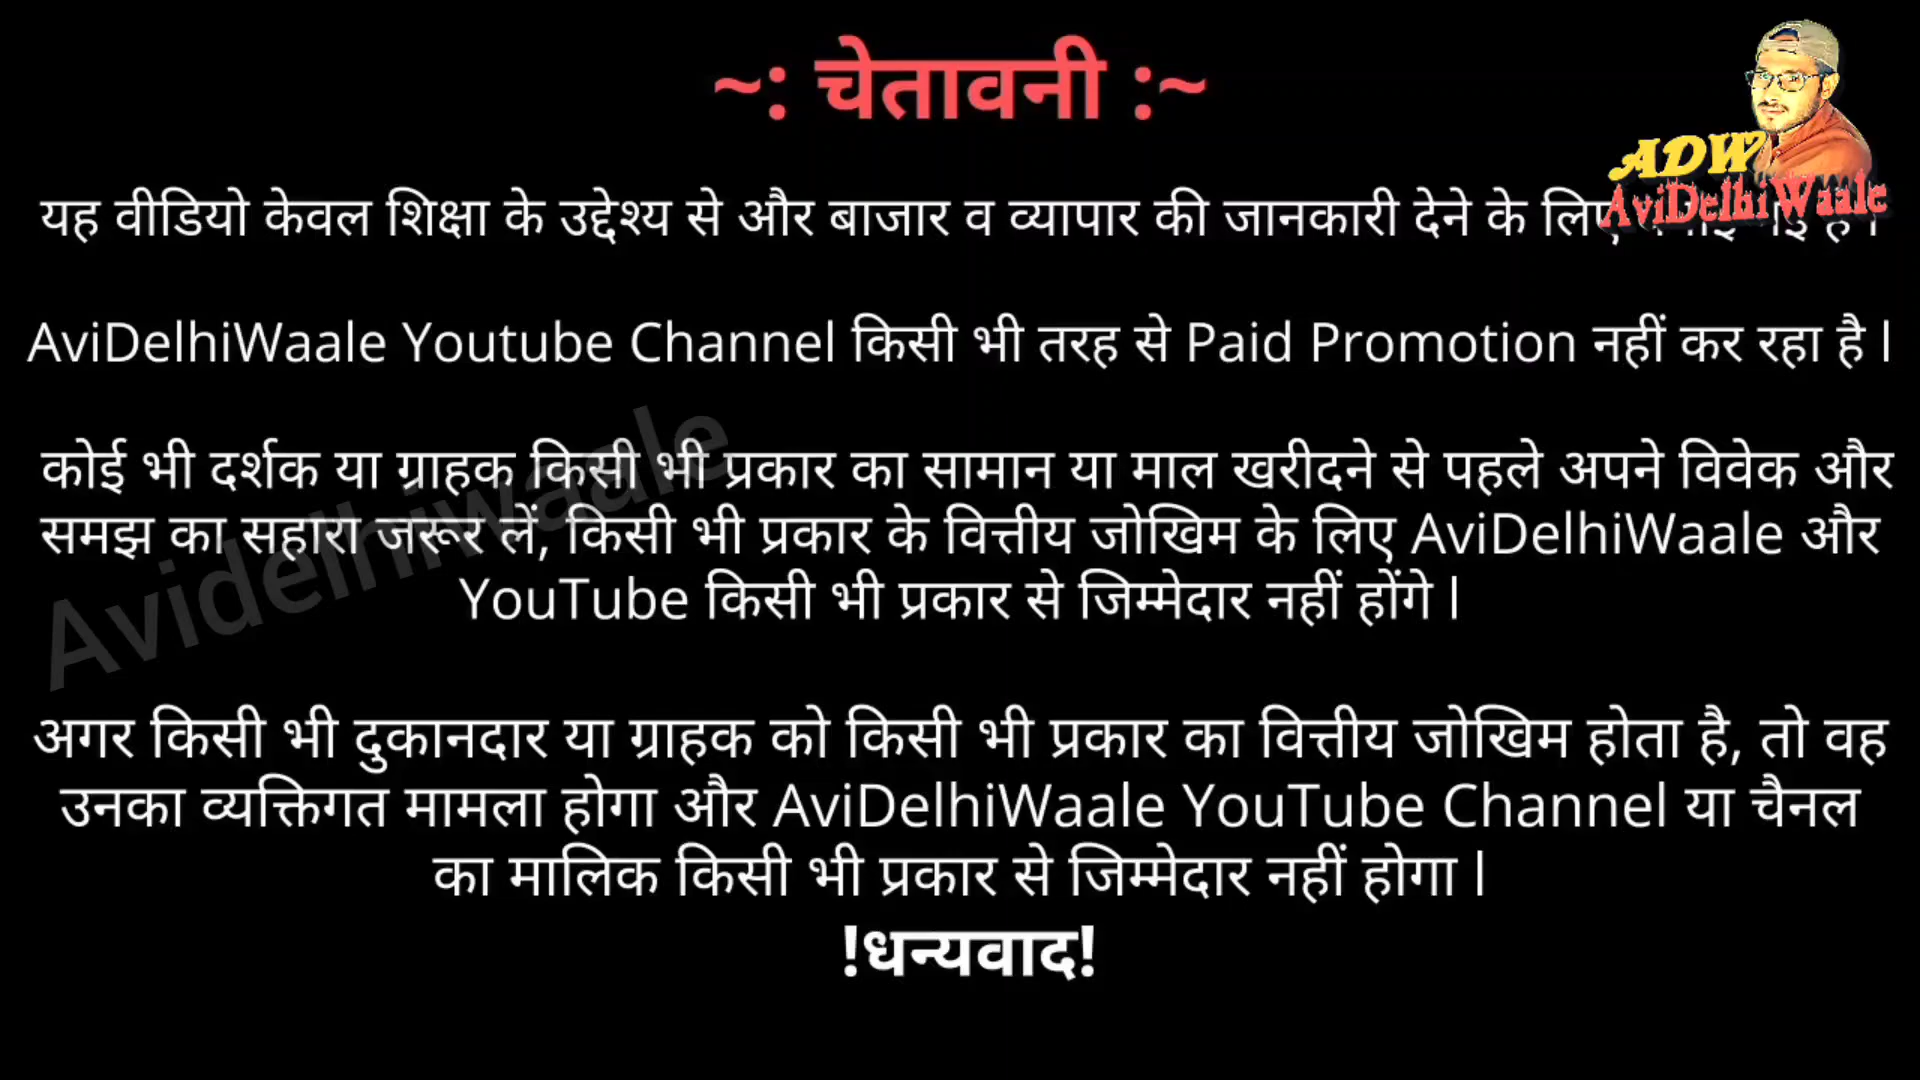 ~: चेतावनी :~
ADW
AviDelhiWaale
यह वीडियो केवल शिक्षा के उद्देश्य से और बाजार व व्यापार की जानकारी देने के लिए
AviDelhiWaale Youtube Channel किसी भी तरह से Paid Promotion नहीं कर रहा है l
कोई भी दर्शक या ग्राहक किसी भी प्रकार का सामान या माल खरीदने से पहले अपने विवेक और
समझ का सहारा जरूर लें, किसी भी प्रकार के वित्तीय जोखिम के लिए AviDelhiWaale और
YouTube किसी भी प्रकार से जिम्मेदार नहीं होंगे l
Avidelhiwaale
अगर किसी भी दुकानदार या ग्राहक को किसी भी प्रकार का वित्तीय जोखिम होता है, तो वह
उनका व्यक्तिगत मामला होगा और AviDelhiWaale YouTube Channel या चैनल
का मालिक किसी भी प्रकार से जिम्मेदार नहीं होगा l
!धन्यवाद!